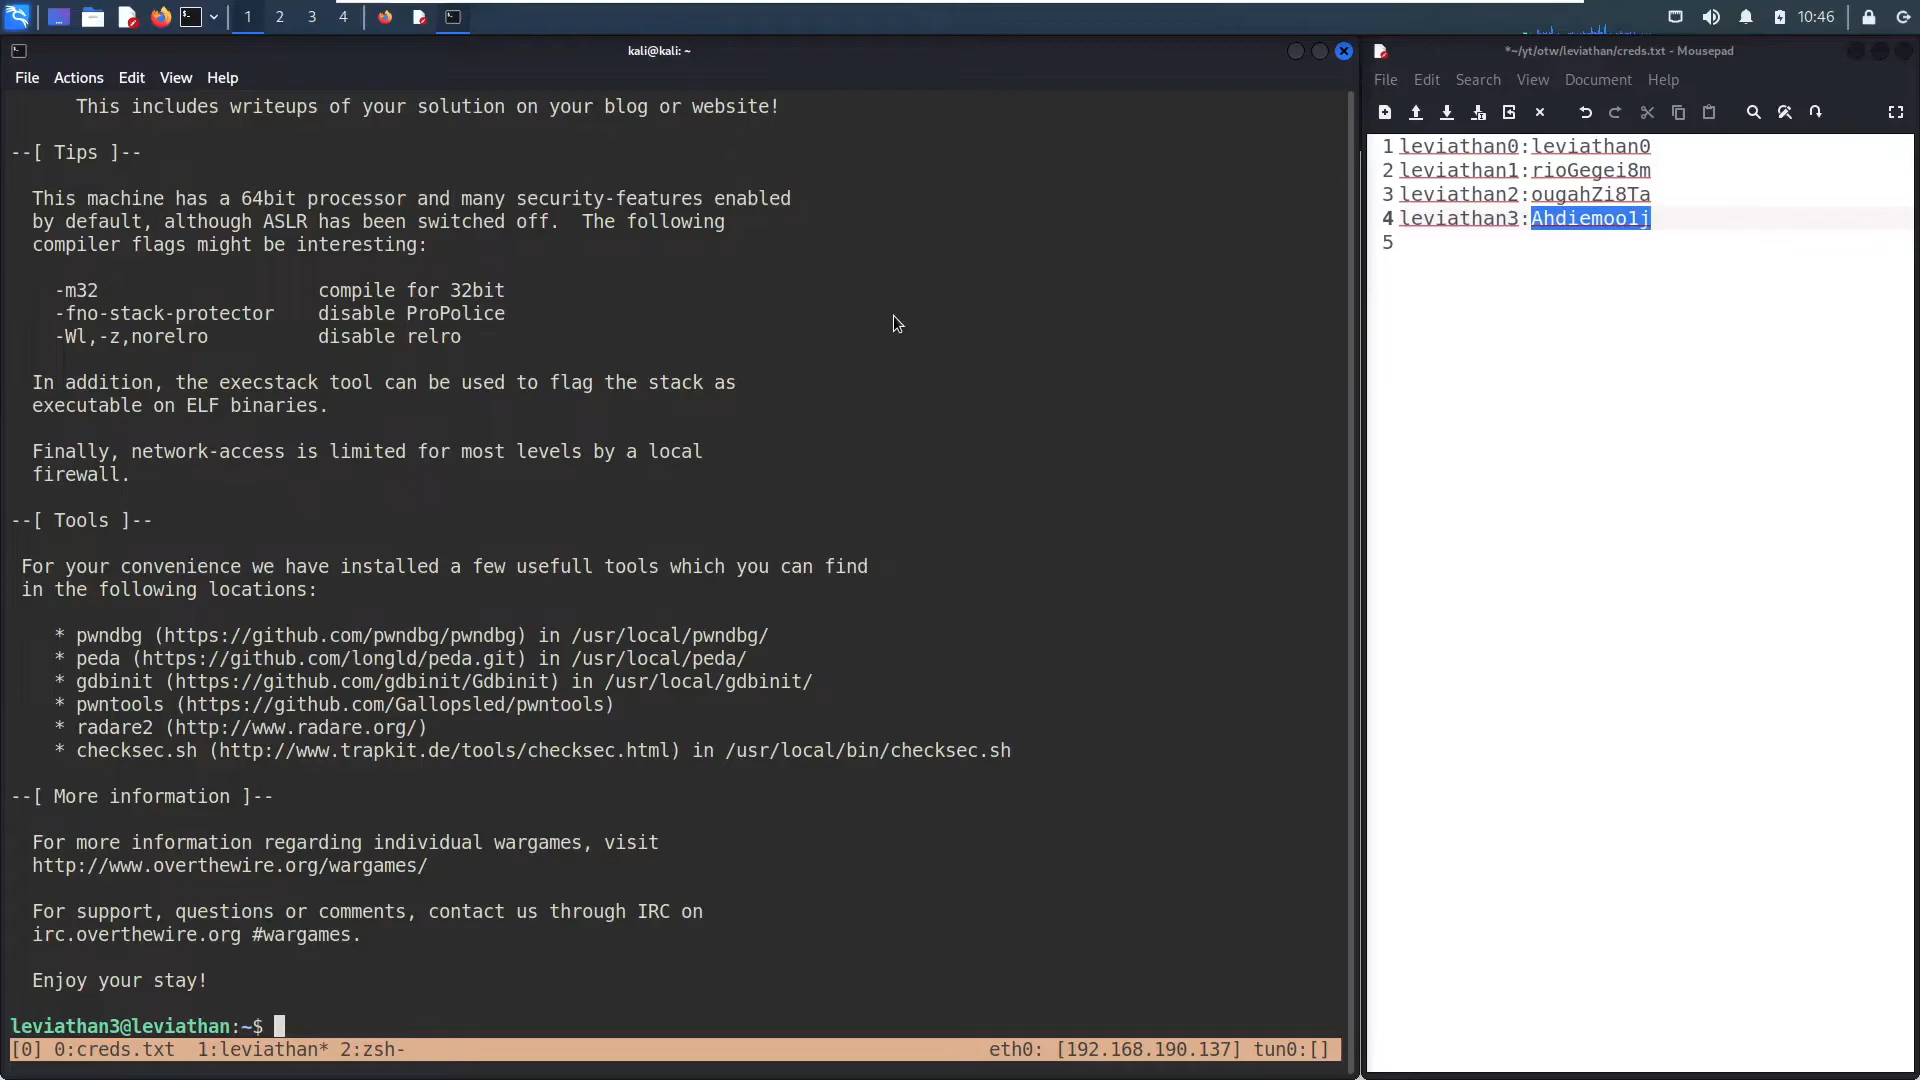 1 2 3 4
10:46
kali@kali: ~
File Actions Edit View Help
This includes writeups of your solution on your blog or website!
--[ Tips ]--
This machine has a 64bit processor and many security-features enabled
by default, although ASLR has been switched off.  The following
compiler flags might be interesting:
-m32                    compile for 32bit
-fno-stack-protector    disable ProPolice
-Wl,-z,norelro          disable relro
In addition, the execstack tool can be used to flag the stack as
executable on ELF binaries.
Finally, network-access is limited for most levels by a local
firewall.
--[ Tools ]--
For your convenience we have installed a few usefull tools which you can find
in the following locations:
* pwndbg (https://github.com/pwndbg/pwndbg) in /usr/local/pwndbg/
* peda (https://github.com/longld/peda.git) in /usr/local/peda/
* gdbinit (https://github.com/gdbinit/Gdbinit) in /usr/local/gdbinit/
* pwntools (https://github.com/Gallopsled/pwntools)
* radare2 (http://www.radare.org/)
* checksec.sh (http://www.trapkit.de/tools/checksec.html) in /usr/local/bin/checksec.sh
--[ More information ]--
For more information regarding individual wargames, visit
http://www.overthewire.org/wargames/
For support, questions or comments, contact us through IRC on
irc.overthewire.org #wargames.
Enjoy your stay!
leviathan3@leviathan:~$
[0] 0:creds.txt  1:leviathan* 2:zsh-
eth0: [192.168.190.137] tun0:[]
*~/yt/otw/leviathan/creds.txt - Mousepad
File Edit Search View Document Help
1 leviathan0:leviathan0
2 leviathan1:rioGegei8m
3 leviathan2:ougahZi8Ta
4 leviathan3:Ahdiemoo1j
5